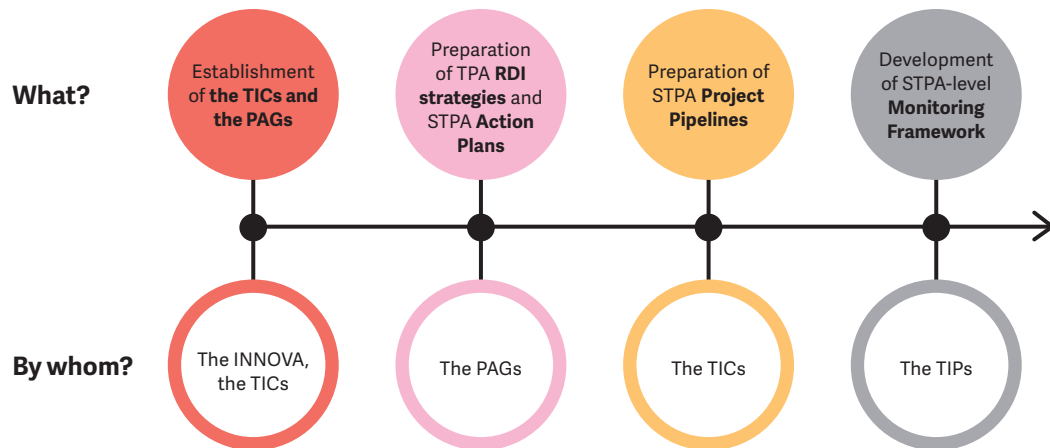 What?
Establishment
of the TICs and
the PAGs
Preparation
of TPA RDI
strategies and
STPA Action
Plans
Preparation of
STPA Project
Pipelines
Development
of STPA-level
Monitoring
Framework
By whom?
The INNOVA,
the TICs
The PAGs
The TICs
The TIPs